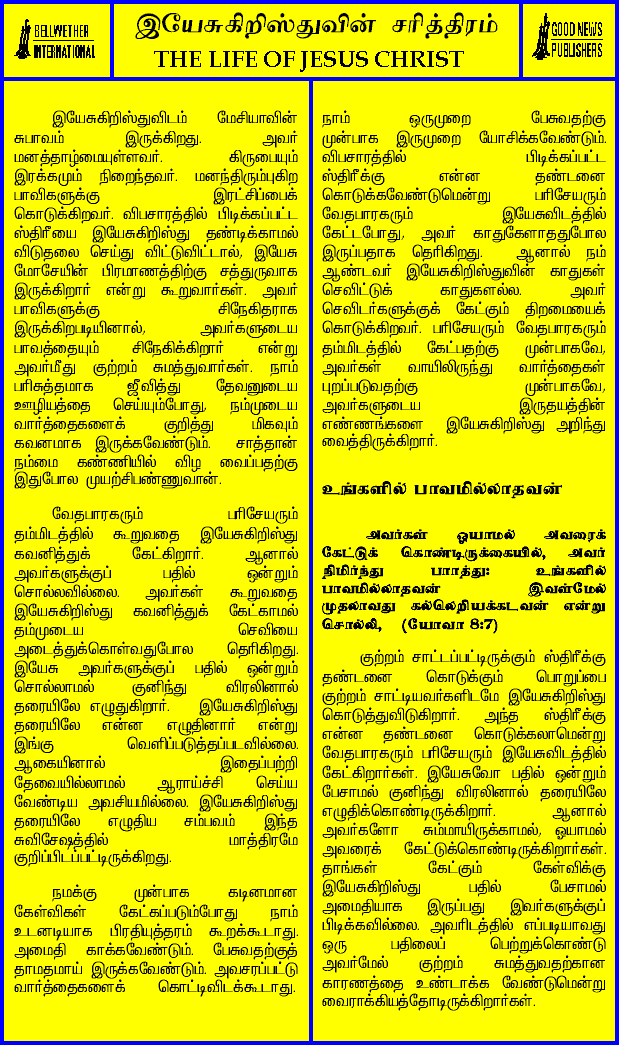 BELLWETHER
INTERNATIONAL
இயேசுகிறிஸ்துவின் சரித்திரம்
THE LIFE OF JESUS CHRIST
GOOD NEWS
PUBLISHERS
இயேசுகிறிஸ்துவிடம் மேசியாவின்
சுபாவம் இருக்கிறது. அவர்
மனத்தாழ்மையுள்ளவர். கிருபையும்
இரக்கமும் நிறைந்தவர். மனந்திரும்புகிற
பாவிகளுக்கு இரட்சிப்பைக்
கொடுக்கிறவர். விபசாரத்தில் பிடிக்கப்பட்ட
ஸ்திரீயை இயேசுகிறிஸ்து தண்டிக்காமல்
விடுதலை செய்து விட்டுவிட்டால், இயேசு
மோசேயின் பிரமாணத்திற்கு சத்துருவாக
இருக்கிறார் என்று கூறுவார்கள். அவர்
பாவிகளுக்கு சிநேகிதராக
இருக்கிறபடியினால், அவர்களுடைய
பாவத்தையும் சிநேகிக்கிறார் என்று
அவர்மீது குற்றம் சுமத்துவார்கள். நாம்
பரிசுத்தமாக ஜீவித்து தேவனுடைய
ஊழியத்தை செய்யும்போது, நம்முடைய
வார்த்தைகளைக் குறித்து மிகவும்
கவனமாக இருக்கவேண்டும். சாத்தான்
நம்மை கண்ணியில் விழ வைப்பதற்கு
இதுபோல முயற்சிபண்ணுவான்.
வேதபாரகரும் பரிசேயரும்
தம்மிடத்தில் கூறுவதை இயேசுகிறிஸ்து
கவனித்துக் கேட்கிறார். ஆனால்
அவர்களுக்குப் பதில் ஒன்றும்
சொல்லவில்லை. அவர்கள் கூறுவதை
இயேசுகிறிஸ்து கவனித்துக் கேட்காமல்
தம்முடைய செவியை
அடைத்துக்கொள்வதுபோல தெரிகிறது.
இயேசு அவர்களுக்குப் பதில் ஒன்றும்
சொல்லாமல் குனிந்து விரலினால்
தரையிலே எழுதுகிறார். இயேசுகிறிஸ்து
தரையிலே என்ன எழுதினார் என்று
இங்கு வெளிப்படுத்தப்படவில்லை.
ஆகையினால் இதைப்பற்றி
தேவையில்லாமல் ஆராய்ச்சி செய்ய
வேண்டிய அவசியமில்லை. இயேசுகிறிஸ்து
தரையிலே எழுதிய சம்பவம் இந்த
சுவிசேஷத்தில் மாத்திரமே
குறிப்பிடப்பட்டிருக்கிறது.
நமக்கு முன்பாக கடினமான
கேள்விகள் கேட்கப்படும்போது நாம்
உடனடியாக பிரதியுத்தரம் கூறக்கூடாது.
அமைதி காக்கவேண்டும். பேசுவதற்குத்
தாமதமாய் இருக்கவேண்டும். அவசரப்பட்டு
வார்த்தைகளைக் கொட்டிவிடக்கூடாது.
நாம் ஒருமுறை பேசுவதற்கு
முன்பாக இருமுறை யோசிக்கவேண்டும்.
விபசாரத்தில் பிடிக்கப்பட்ட
ஸ்திரீக்கு என்ன தண்டனை
கொடுக்கவேண்டுமென்று பரிசேயரும்
வேதபாரகரும் இயேசுவிடத்தில்
கேட்டபோது, அவர் காதுகேளாததுபோல
இருப்பதாக தெரிகிறது. ஆனால் நம்
ஆண்டவர் இயேசுகிறிஸ்துவின் காதுகள்
செவிட்டுக் காதுகளல்ல. அவர்
செவிடர்களுக்குக் கேட்கும் திறமையைக்
கொடுக்கிறவர். பரிசேயரும் வேதபாரகரும்
தம்மிடத்தில் கேட்பதற்கு முன்பாகவே,
அவர்கள் வாயிலிருந்து வார்த்தைகள்
புறப்படுவதற்கு முன்பாகவே,
அவர்களுடைய இருதயத்தின்
எண்ணங்களை இயேசுகிறிஸ்து அறிந்து
வைத்திருக்கிறார்.
உங்களில் பாவமில்லாதவன்
அவர்கள் ஓயாமல் அவரைக்
கேட்டுக் கொண்டிருக்கையில், அவர்
நிமிர்ந்து பார்த்து: உங்களில்
பாவமில்லாதவன் இவள்மேல்
முதலாவது கல்லெறியக்கடவன் என்று
சொல்லி, (யோவா 8:7)
குற்றம் சாட்டப்பட்டிருக்கும் ஸ்திரீக்கு
தண்டனை கொடுக்கும் பொறுப்பை
குற்றம் சாட்டியவர்களிடமே இயேசுகிறிஸ்து
கொடுத்துவிடுகிறார். அந்த ஸ்திரீக்கு
என்ன தண்டனை கொடுக்கலாமென்று
வேதபாரகரும் பரிசேயரும் இயேசுவிடத்தில்
கேட்கிறார்கள். இயேசுவோ பதில் ஒன்றும்
பேசாமல் குனிந்து விரலினால் தரையிலே
எழுதிக்கொண்டிருக்கிறார். ஆனால்
அவர்களோ சும்மாயிருக்காமல், ஓயாமல்
அவரைக் கேட்டுக்கொண்டிருக்கிறார்கள்.
தாங்கள் கேட்கும் கேள்விக்கு
இயேசுகிறிஸ்து பதில் பேசாமல்
அமைதியாக இருப்பது இவர்களுக்குப்
பிடிக்கவில்லை. அவரிடத்தில் எப்படியாவது
ஒரு பதிலைப் பெற்றுக்கொண்டு
அவர்மேல் குற்றம் சுமத்துவதற்கான
காரணத்தை உண்டாக்க வேண்டுமென்று
வைராக்கியத்தோடிருக்கிறார்கள்.